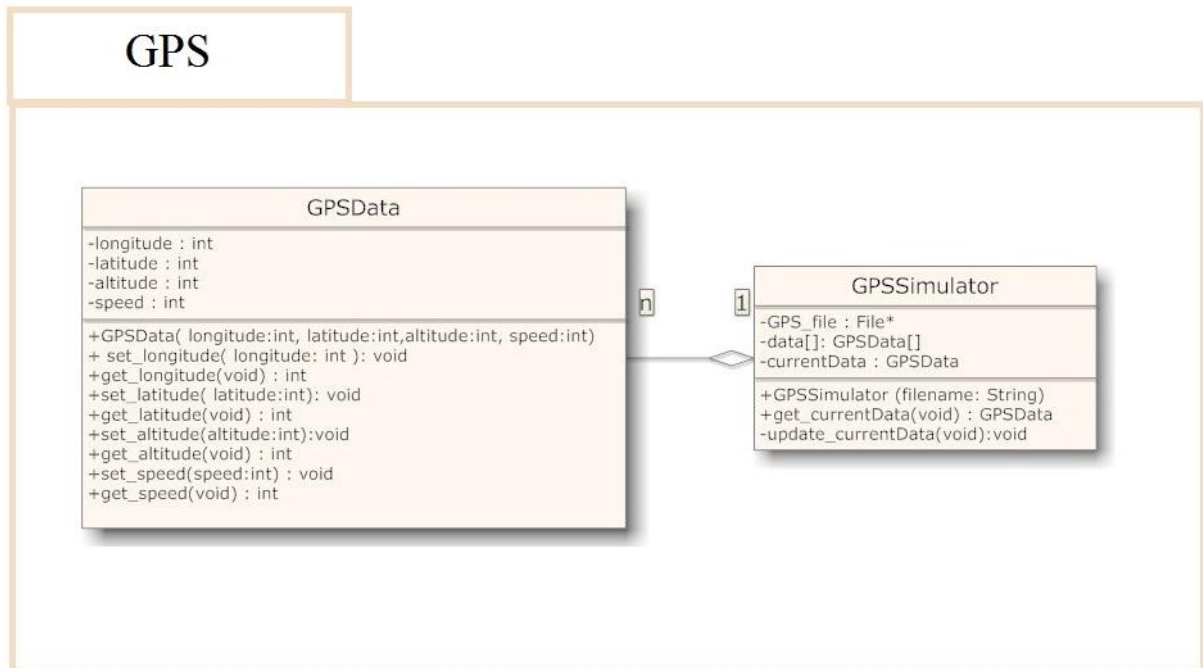 GPS
GPSData
-longitude : int
-latitude : int
-altitude : int
-speed : int
+GPSData( longitude:int, latitude:int,altitude:int, speed:int)
+ set_longitude( longitude: int ): void
+get_longitude(void) : int
+set_latitude( latitude:int): void
+get_latitude(void) : int
+set_altitude(altitude:int):void
+get_altitude(void) : int
+set_speed(speed:int) : void
+get_speed(void) : int
n
1
GPSSimulator
-GPS_file : File*
-data[]: GPSData[]
-currentData : GPSData
+GPSSimulator (filename: String)
+get_currentData(void) : GPSData
-update_currentData(void):void